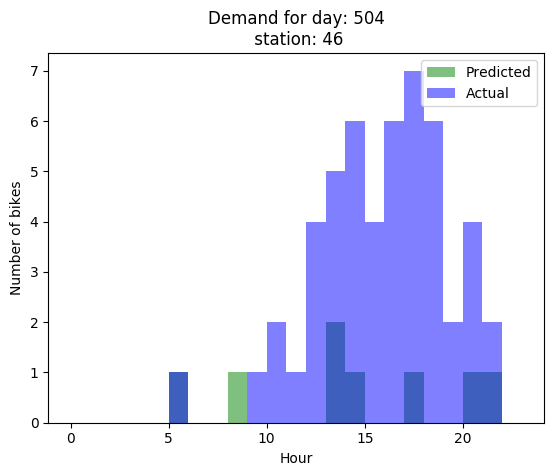 Demand for day: 504
station: 46
Predicted
Actual
7
6
5
4
3
2
1
0
Number of bikes
0 5 10 15 20
Hour